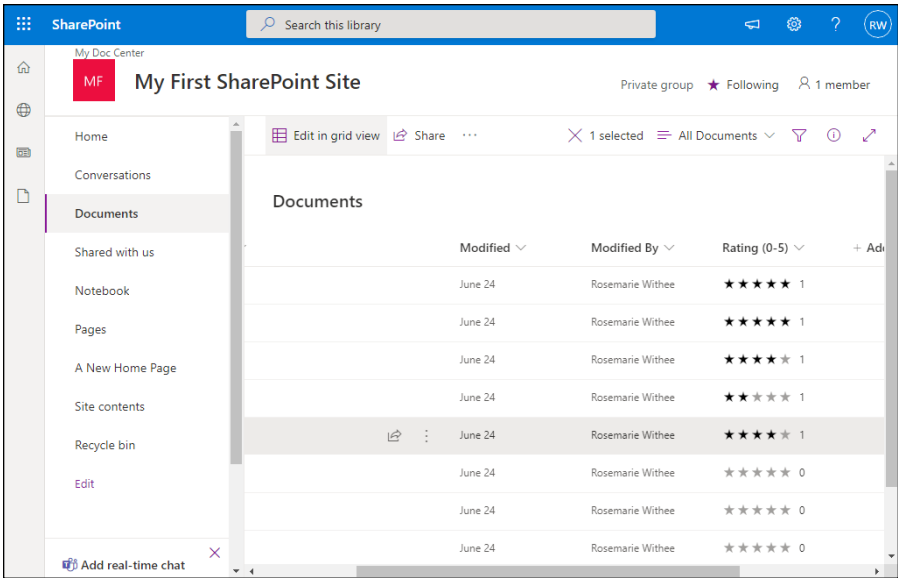 SharePoint
Search this library
?
RW
My Doc Center
MF
My First SharePoint Site
Private group
Following
1 member
Home
Conversations
Documents
Shared with us
Notebook
Pages
A New Home Page
Site contents
Recycle bin
Edit
Add real-time chat
Edit in grid view
Share
1 selected
All Documents
Documents
Modified
Modified By
Rating (0-5)
+ Add
June 24 Rosemarie Withee 1
June 24 Rosemarie Withee 1
June 24 Rosemarie Withee 1
June 24 Rosemarie Withee 1
June 24 Rosemarie Withee 1
June 24 Rosemarie Withee 0
June 24 Rosemarie Withee 0
June 24 Rosemarie Withee 0